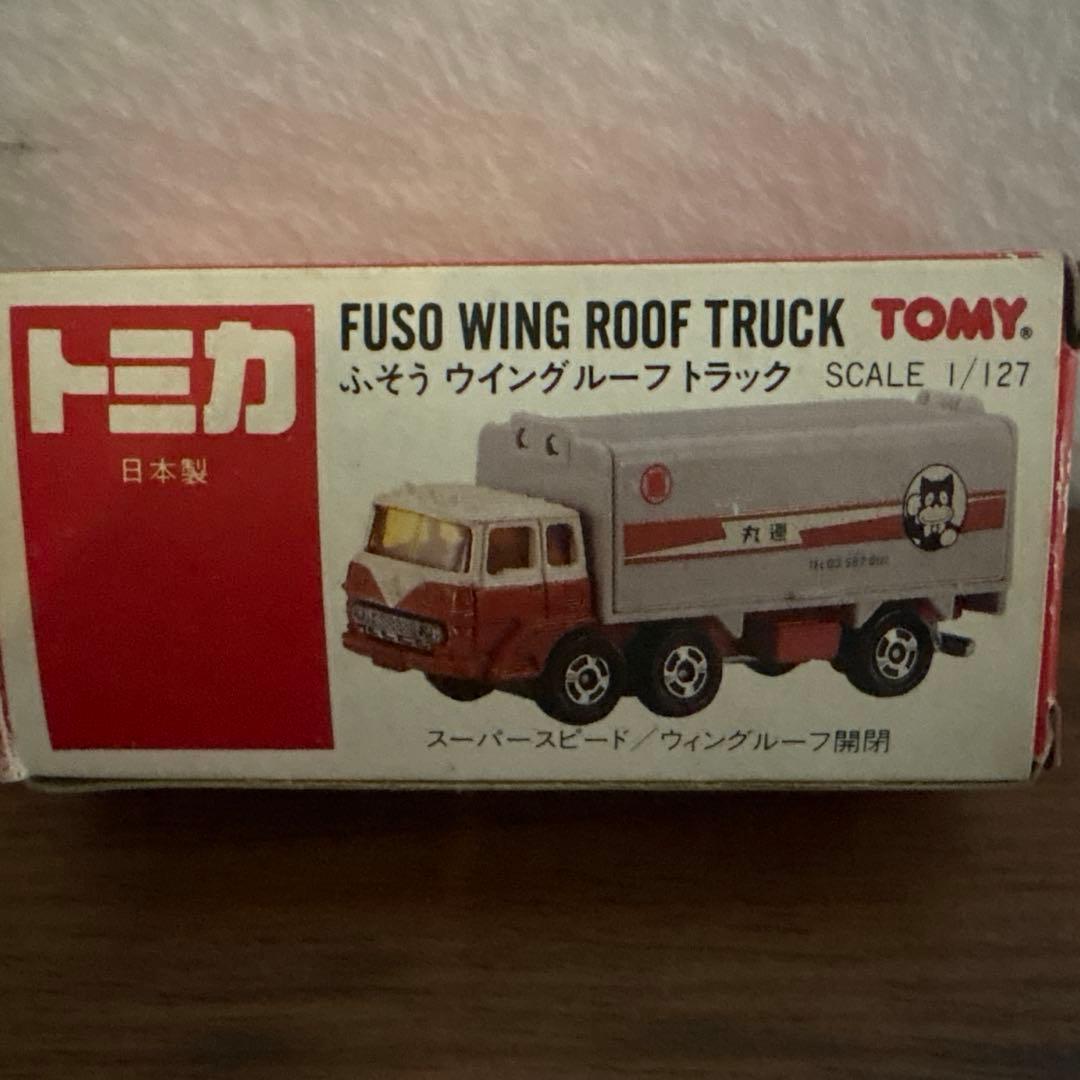 トミカ
日本製
FUSO WING ROOF TRUCK TOMY®
ふそう ウイングルーフトラック SCALE 1/127
丸運
スーパースピード/ウィングルーフ開閉